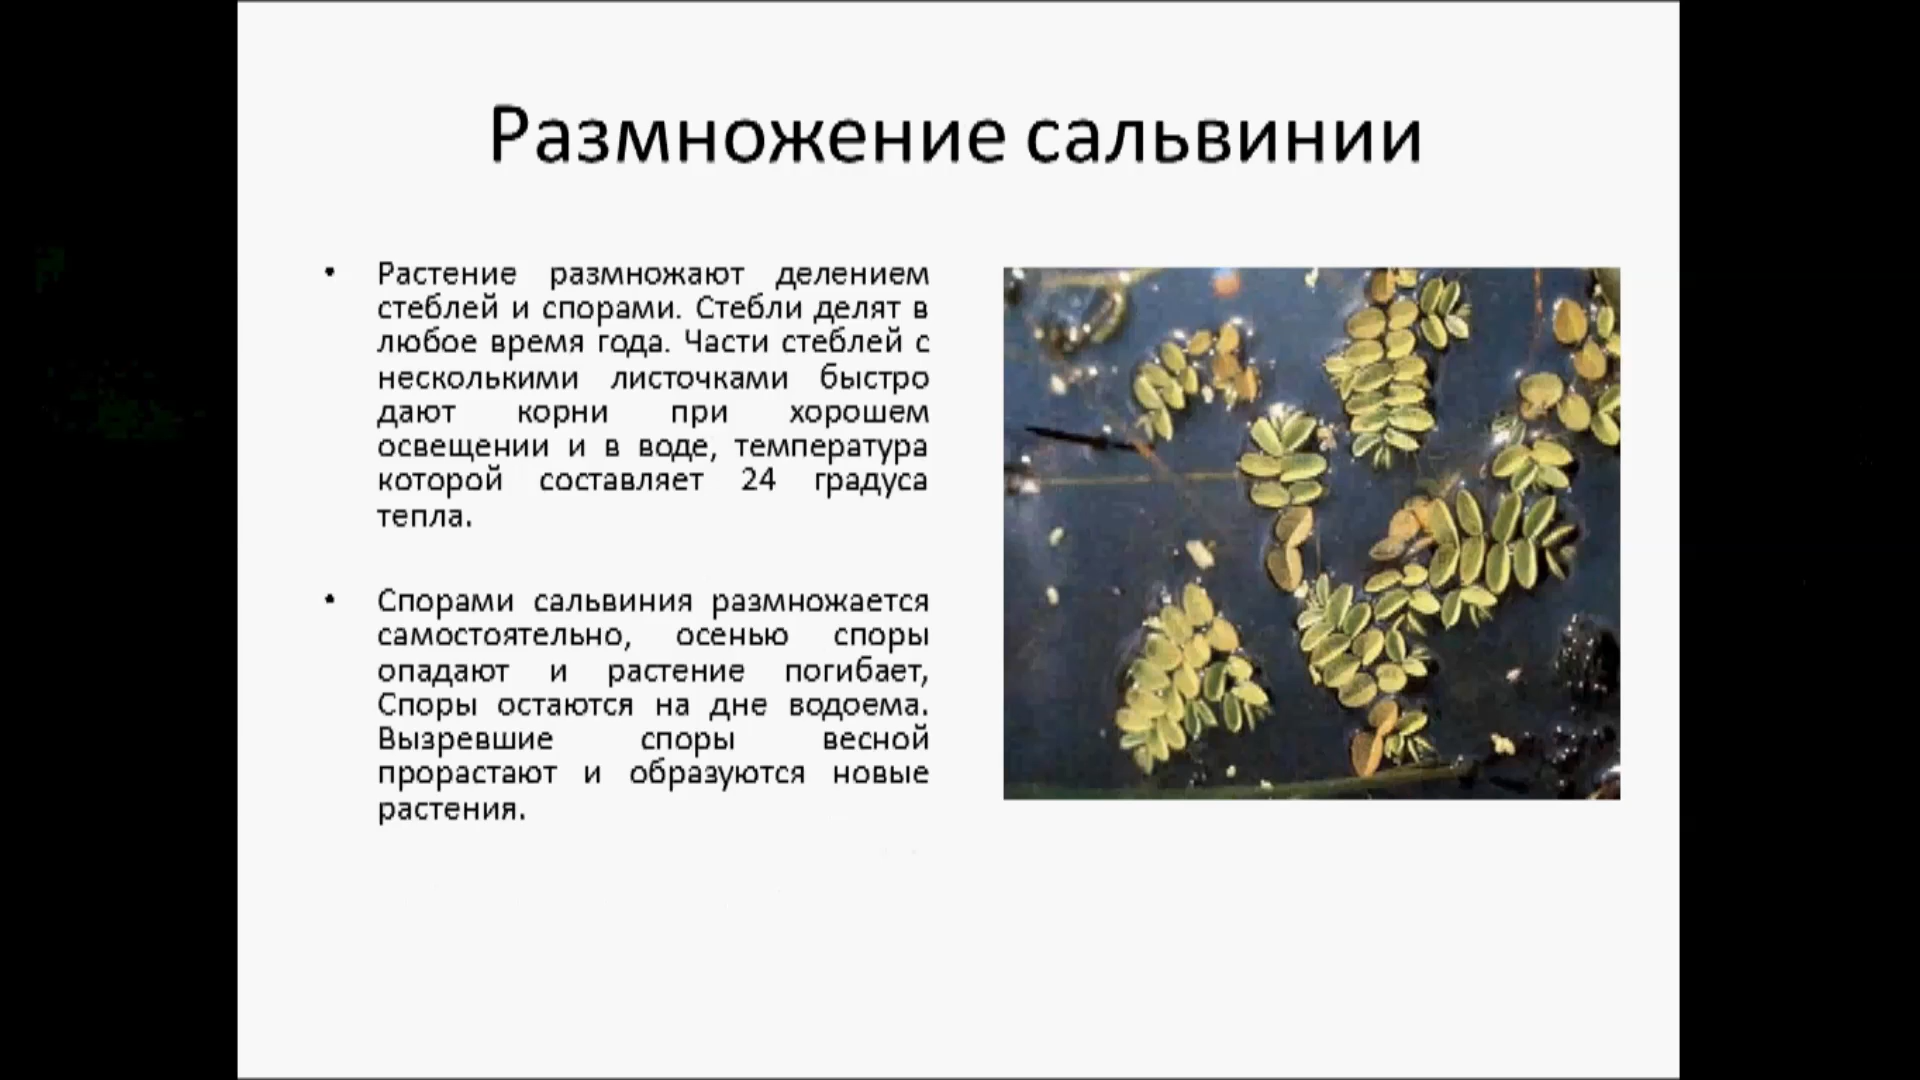 Размножение сальвинии
• Растение размножают делением
стеблей и спорами. Стебли делят в
любое время года. Части стеблей с
несколькими листочками быстро
дают корни при хорошем
освещении и в воде, температура
которой составляет 24 градуса
тепла.
• Спорами сальвиния размножается
самостоятельно, осенью споры
опадают и растение погибает,
Споры остаются на дне водоема.
Вызревшие споры весной
прорастают и образуются новые
растения.